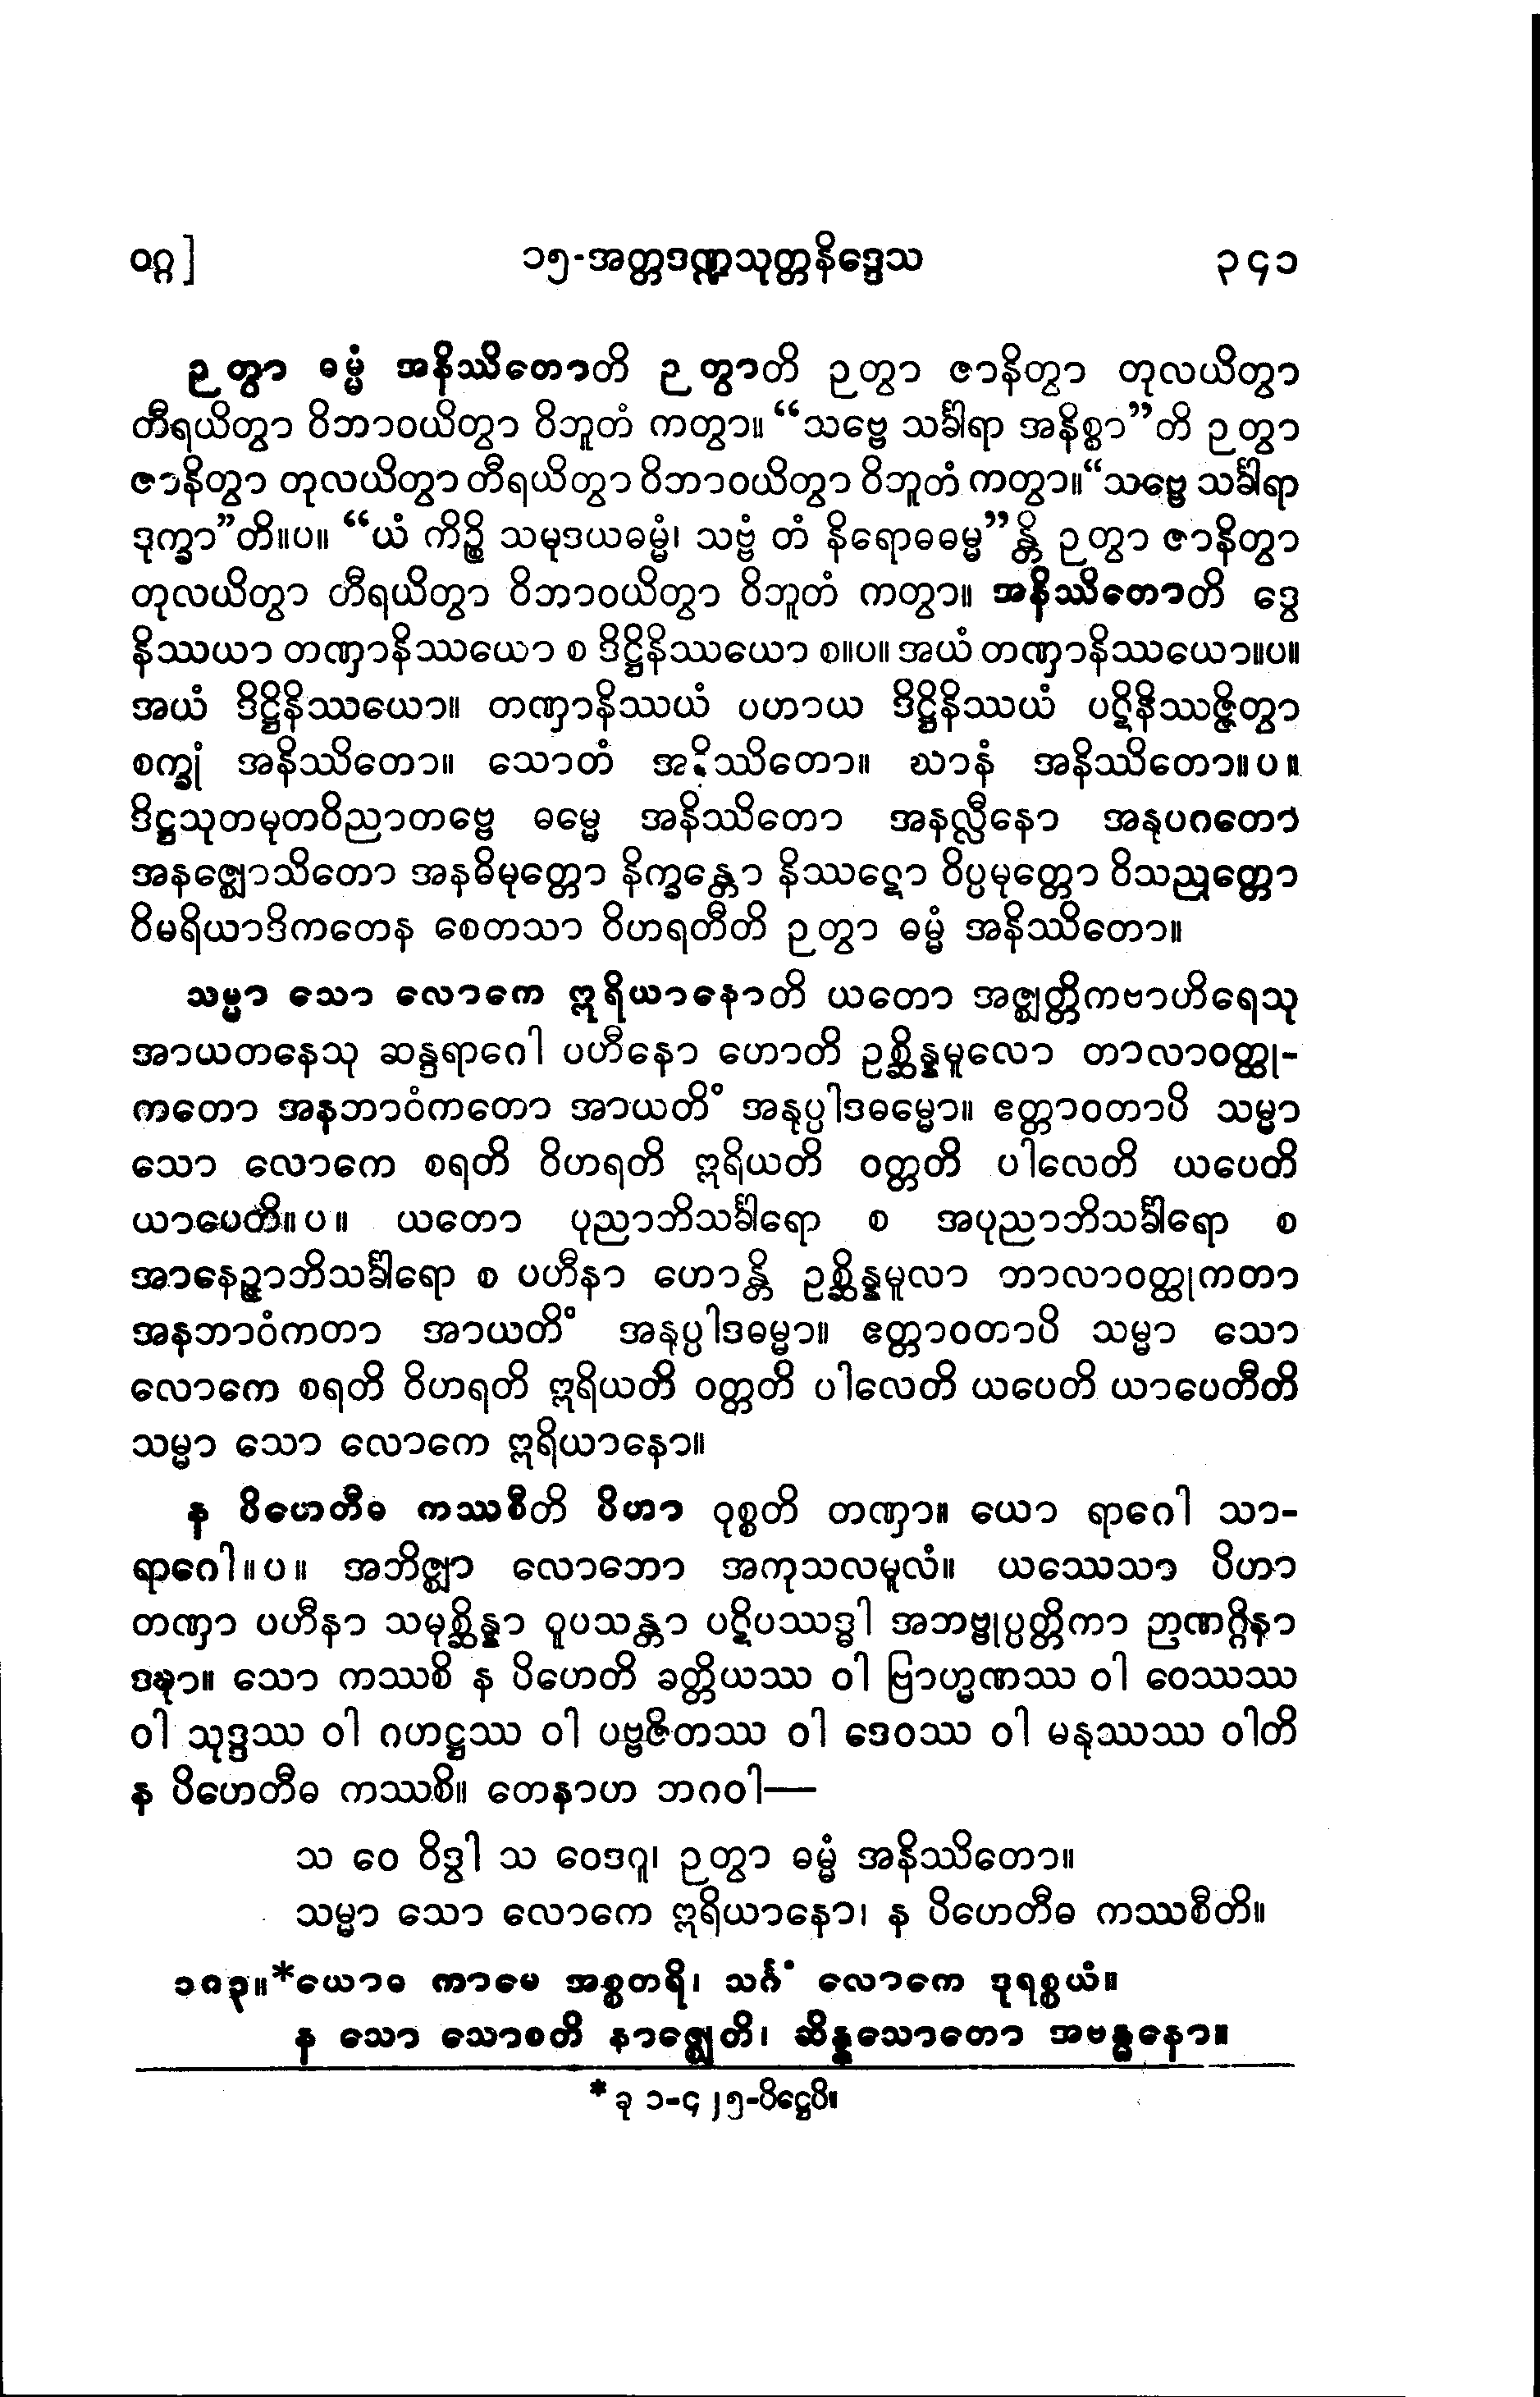 ဝဂ္ဂ]	၁၅-အတ္တဒဏ္ဍသုတ္တနိဒ္ဒေသ	၃၄၁
ဉတွာ ဓမ္မံ အနိဿိတောတိ ဉတွာတိ ဉတွာ ဇာနိတွာ တုလယိတွာ
တီရယိတွာ ဝိဘာဝယိတွာ ဝိဘူတံ ကတွာ။ “သဗ္ဗေ သင်္ခါရာ အနိစ္စာ”တိ ဉတွာ
ဇာနိတွာ တုလယိတွာ တီရယိတွာ ဝိဘာဝယိတွာ ဝိဘူတံ ကတွာ။ “သဗ္ဗေ သင်္ခါရာ
ဒုက္ခာ”တိ။ပ။ “ယံ ကိဉ္စိ သမုဒယဓမ္မံ၊ သဗ္ဗံ တံ နိရောဓဓမ္မ”န္တိ ဉတွာ ဇာနိတွာ
တုလယိတွာ တီရယိတွာ ဝိဘာဝယိတွာ ဝိဘူတံ ကတွာ။ အနိဿိတောတိ ဒွေ
နိဿယာ တဏှာနိဿယော စ ဒိဋ္ဌိနိဿယော စ။ပ။ အယံ တဏှာနိဿယော။ပ။
အယံ ဒိဋ္ဌိနိဿယော။ တဏှာနိဿယံ ပဟာယ ဒိဋ္ဌိနိဿယံ ပဋိနိဿဇ္ဇိတွာ
စက္ခုံ အနိဿိတော။ သောတံ အနိဿိတော။ ဃာနံ အနိဿိတော။ပ။
ဒိဋ္ဌသုတမုတဝိညာတဗ္ဗေ ဓမ္မေ အနိဿိတော အနလ္လီနော အနုပဂတော
အနဇ္ဈောသိတော အနဓိမုတ္တော နိက္ခန္တော နိဿဋော ဝိပ္ပမုတ္တော ဝိသညုတ္တော
ဝိမရိယာဒိကတေန စေတသာ ဝိဟရတီတိ ဉတွာ ဓမ္မံ အနိဿိတော။
သမ္မာ သော လောကေ ဣရိယာနောတိ ယတော အဇ္ဈတ္တိကဗာဟိရေသု
အာယတနေသု ဆန္ဒရာဂေါ ပဟီနော ဟောတိ ဥစ္ဆိန္နမူလော တာလာဝတ္ထု-
ကတော အနဘာဝံကတော အာယတိံ အနုပ္ပါဒဓမ္မော။ ဧတ္တာဝတာပိ သမ္မာ
သော လောကေ စရတိ ဝိဟရတိ ဣရိယတိ ဝတ္တတိ ပါလေတိ ယပေတိ
ယာပေတိ။ပ။ ယတော ပုညာဘိသင်္ခါရော စ အပုညာဘိသင်္ခါရော စ
အာနေဉ္ဇာဘိသင်္ခါရော စ ပဟီနာ ဟောန္တိ ဥစ္ဆိန္နမူလာ တာလာဝတ္ထုကတာ
အနဘာဝံကတာ အာယတိံ အနုပ္ပါဒဓမ္မာ။ ဧတ္တာဝတာပိ သမ္မာ သော
လောကေ စရတိ ဝိဟရတိ ဣရိယတိ ဝတ္တတိ ပါလေတိ ယပေတိ ယာပေတီတိ
သမ္မာ သော လောကေ ဣရိယာနော။
န ပိဟေတီဓ ကဿစီတိ ပိဟာ ဝုစ္စတိ တဏှာ။ ယော ရာဂေါ သာ-
ရာဂေါ။ပ။ အဘိဇ္ဈာ လောဘော အကုသလမူလံ။ ယဿေသာ ပိဟာ
တဏှာ ပဟီနာ သမုစ္ဆိန္နာ ဝူပသန္တာ ပဋိပဿဒ္ဓါ အဘဗ္ဗုပ္ပတ္တိကာ ဉာဏဂ္ဂိနာ
ဒဍ္ဎာ။ သော ကဿစိ န ပိဟေတိ ခတ္တိယဿ ဝါ ဗြာဟ္မဏဿ ဝါ ဝေဿဿ
ဝါ သုဒ္ဒဿ ဝါ ဂဟဋ္ဌဿ ဝါ ပဗ္ဗဇိတဿ ဝါ ဒေဝဿ ဝါ မနုဿဿ ဝါတိ
န ပိဟေတီဓ ကဿစိ။ တေနာဟ ဘဂဝါ—
သ ဝေ ဝိဒွါ သ ဝေဒဂူ၊ ဉတွာ ဓမ္မံ အနိဿိတော။
သမ္မာ သော လောကေ ဣရိယာနော၊ န ပိဟေတီဓ ကဿစီတိ။
၁၈၃။*ယောဓ ကာမေ အစ္စတရိ၊ သင်္ဂံ လောကေ ဒုရစ္စယံ။
န သော သောစတိ နာဇ္ဈေတိ၊ ဆိန္နသောတော အဗန္ဓနော။
* ခု ၁-၄၂၅-ပိဋ္ဌေပိ။